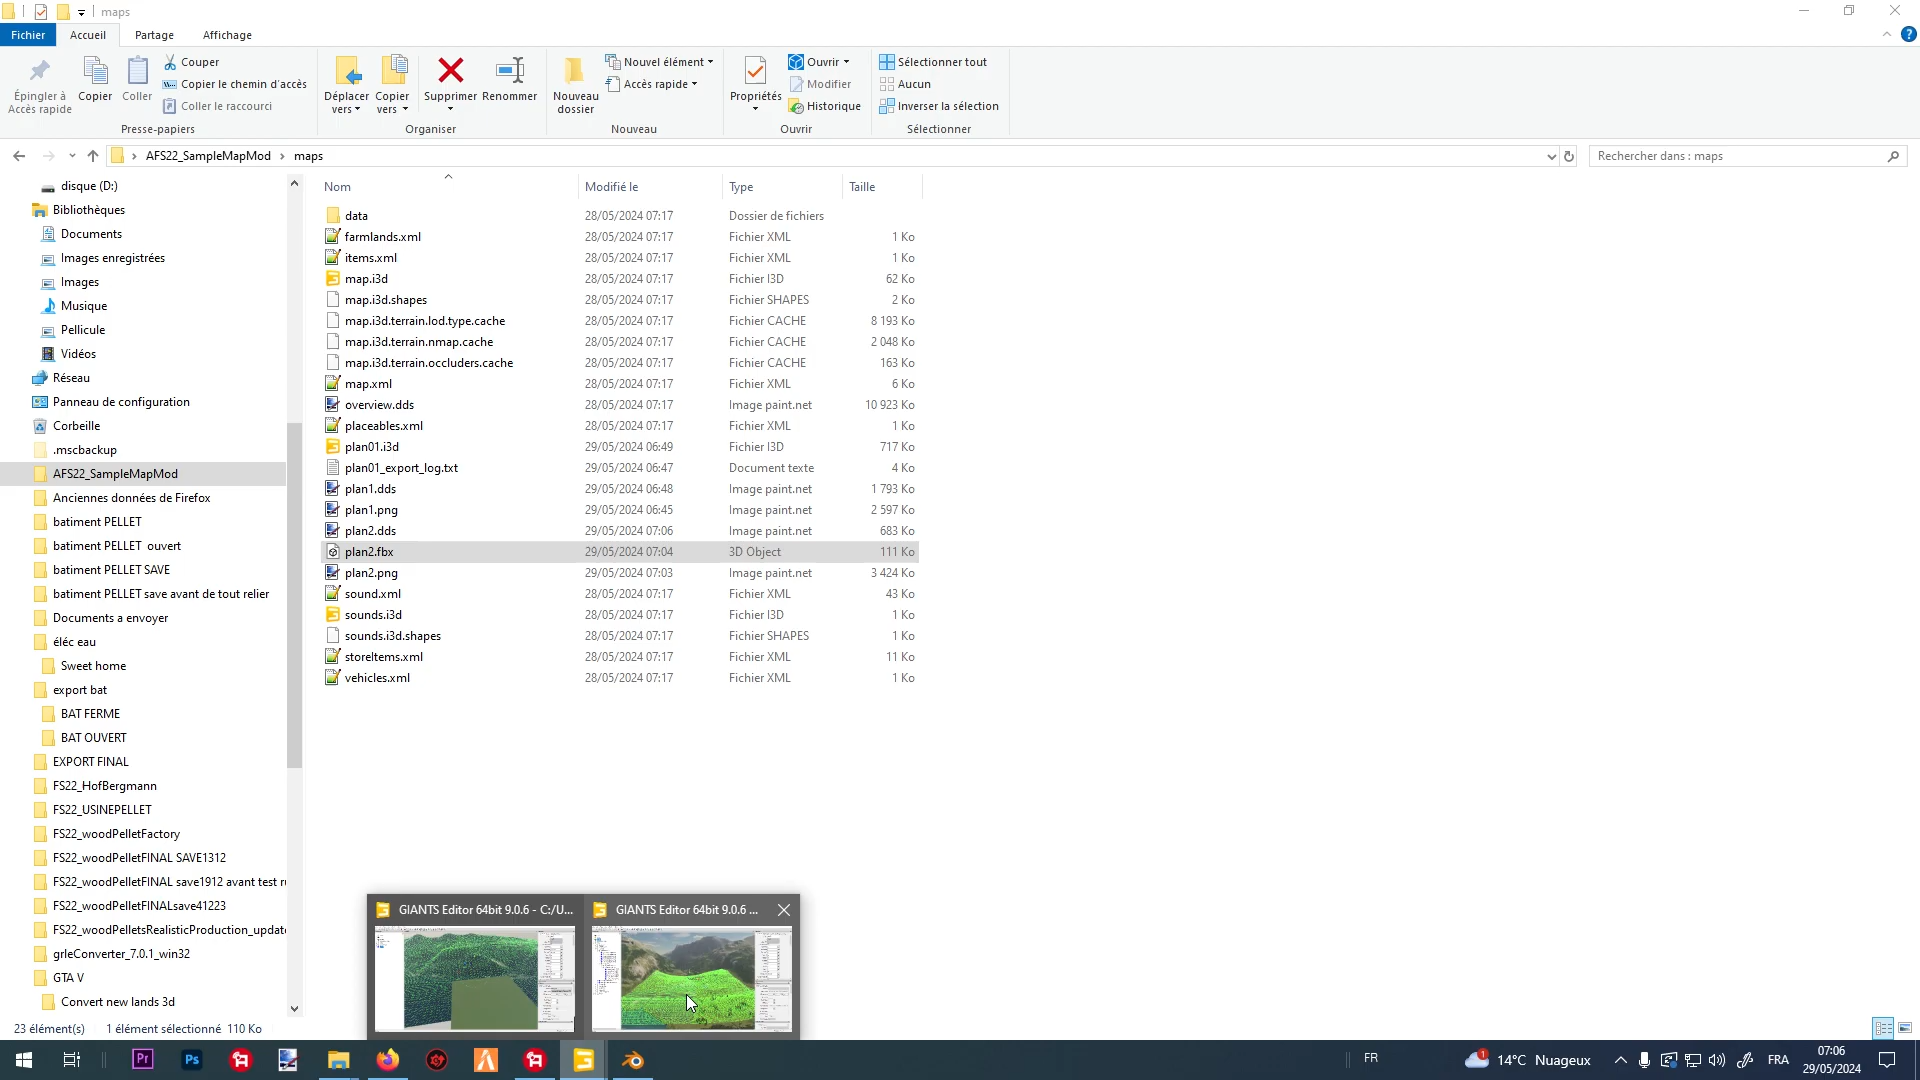 maps
Fichier
Accueil
Partage
Affichage
?
Épingler à
Accès rapide
Copier
Coller
Couper
Copier le chemin d'accès
Coller le raccourci
Presse-papiers
Déplacer
vers
Copier
vers
Supprimer
Renommer
Organiser
Nouveau
dossier
Nouvel élément
Accès rapide
Nouveau
Propriétés
Ouvrir
Modifier
Historique
Ouvrir
Sélectionner tout
Aucun
Inverser la sélection
Sélectionner
AFS22_SampleMapMod > maps
Rechercher dans : maps
disque (D:)
Bibliothèques
Documents
Images enregistrées
Images
Musique
Pellicule
Vidéos
Réseau
Panneau de configuration
Corbeille
.mscbackup
AFS22_SampleMapMod
Anciennes données de Firefox
batiment PELLET
batiment PELLET  ouvert
batiment PELLET SAVE
batiment PELLET save avant de tout relier
Documents a envoyer
éléc eau
Sweet home
export bat
BAT FERME
BAT OUVERT
EXPORT FINAL
FS22_HofBergmann
FS22_USINEPELLET
FS22_woodPelletFactory
FS22_woodPelletFINAL SAVE1312
FS22_woodPelletFINAL save1912 avant test r
FS22_woodPelletFINALsave41223
FS22_woodPelletsRealisticProduction_update
grleConverter_7.0.1_win32
GTA V
Convert new lands 3d
Nom Modifié le Type Taille
data 28/05/2024 07:17 Dossier de fichiers
farmlands.xml 28/05/2024 07:17 Fichier XML 1 Ko
items.xml 28/05/2024 07:17 Fichier XML 1 Ko
map.i3d 28/05/2024 07:17 Fichier I3D 62 Ko
map.i3d.shapes 28/05/2024 07:17 Fichier SHAPES 2 Ko
map.i3d.terrain.lod.type.cache 28/05/2024 07:17 Fichier CACHE 8 193 Ko
map.i3d.terrain.nmap.cache 28/05/2024 07:17 Fichier CACHE 2 048 Ko
map.i3d.terrain.occluders.cache 28/05/2024 07:17 Fichier CACHE 163 Ko
map.xml 28/05/2024 07:17 Fichier XML 6 Ko
overview.dds 28/05/2024 07:17 Image paint.net 10 923 Ko
placeables.xml 28/05/2024 07:17 Fichier XML 1 Ko
plan01.i3d 29/05/2024 06:49 Fichier I3D 717 Ko
plan01_export_log.txt 29/05/2024 06:47 Document texte 4 Ko
plan1.dds 29/05/2024 06:48 Image paint.net 1 793 Ko
plan1.png 29/05/2024 06:45 Image paint.net 2 597 Ko
plan2.dds 29/05/2024 07:06 Image paint.net 683 Ko
plan2.fbx 29/05/2024 07:04 3D Object 111 Ko
plan2.png 29/05/2024 07:03 Image paint.net 3 424 Ko
sound.xml 28/05/2024 07:17 Fichier XML 43 Ko
sounds.i3d 28/05/2024 07:17 Fichier I3D 1 Ko
sounds.i3d.shapes 28/05/2024 07:17 Fichier SHAPES 1 Ko
storeItems.xml 28/05/2024 07:17 Fichier XML 11 Ko
vehicles.xml 28/05/2024 07:17 Fichier XML 1 Ko
GIANTS Editor 64bit 9.0.6 - C:/U...
GIANTS Editor 64bit 9.0.6 ...
23 élément(s) 1 élément sélectionné 110 Ko
Pr
Ps
FR
1
14°C Nuageux
FRA
07:06
29/05/2024